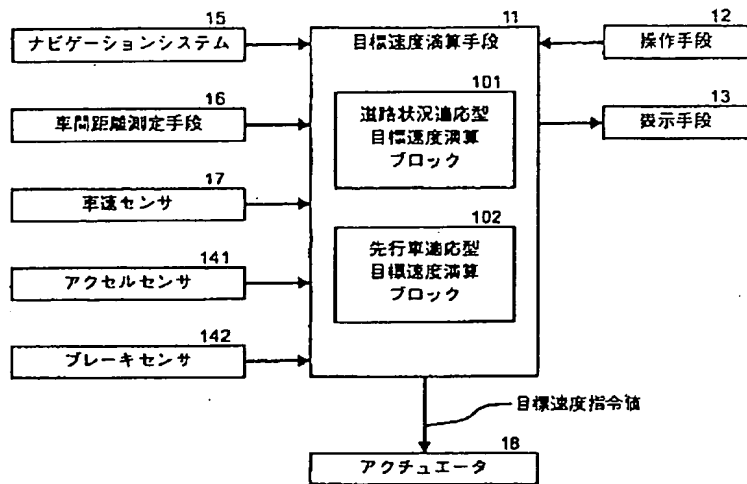 15
ナビゲーションシステム
16
車間距離測定手段
17
車速センサ
141
アクセルセンサ
142
ブレーキセンサ
11
目標速度演算手段
101
道路状況適応型
目標速度演算
ブロック
102
先行車適応型
目標速度演算
ブロック
12
操作手段
13
表示手段
目標速度指令値
18
アクチュエータ